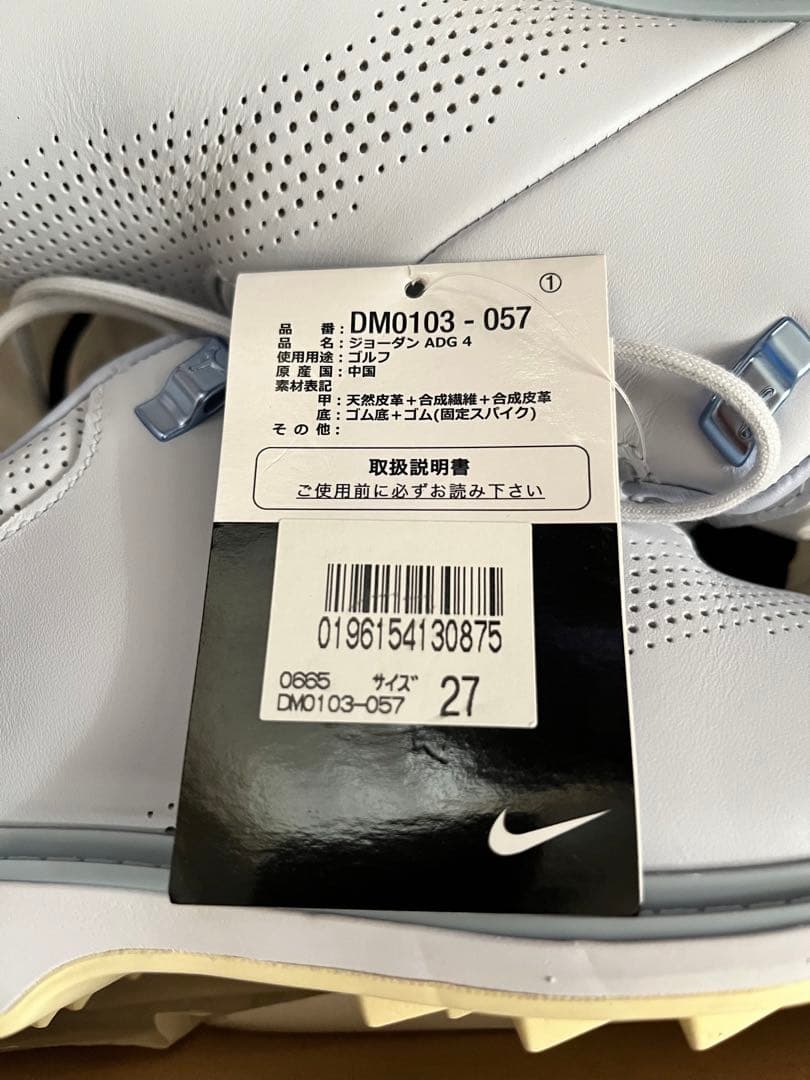 ①
品 番：DM0103 - 057
品 名：ジョーダン ADG 4
使用用途：ゴルフ
原 産 国：中国
素材表記
甲：天然皮革＋合成繊維＋合成皮革
底：ゴム底＋ゴム(固定スパイク)
そ の 他：
取扱説明書
ご使用前に必ずお読み下さい
0196154130875
0665 サイズ 27
DM0103-057